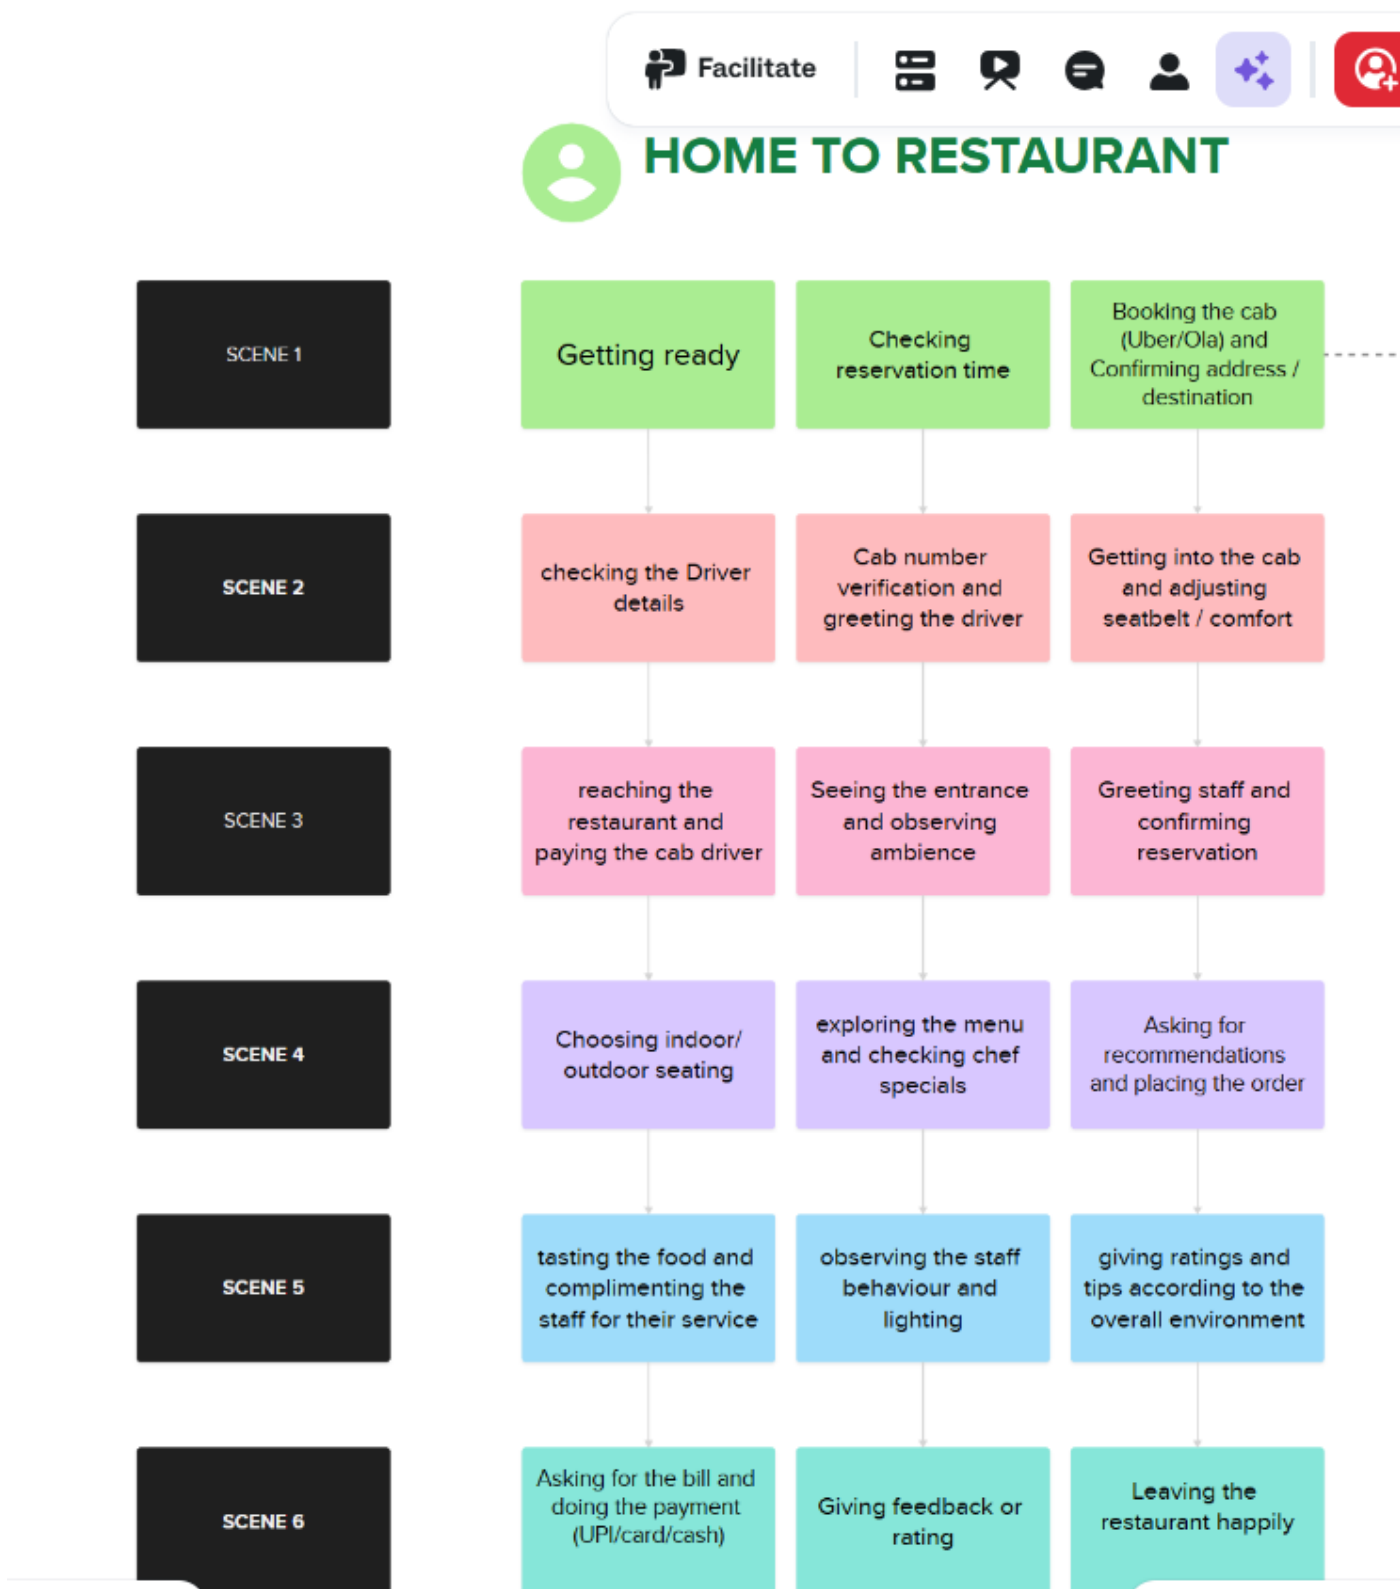 Facilitate
HOME TO RESTAURANT
SCENE 1
Getting ready
Checking
reservation time
Booking the cab
(Uber/Ola) and
Confirming address /
destination
SCENE 2
checking the Driver
details
Cab number
verification and
greeting the driver
Getting into the cab
and adjusting
seatbelt / comfort
SCENE 3
reaching the
restaurant and
paying the cab driver
Seeing the entrance
and observing
ambience
Greeting staff and
confirming
reservation
SCENE 4
Choosing indoor/
outdoor seating
exploring the menu
and checking chef
specials
Asking for
recommendations
and placing the order
SCENE 5
tasting the food and
complimenting the
staff for their service
observing the staff
behaviour and
lighting
giving ratings and
tips according to the
overall environment
SCENE 6
Asking for the bill and
doing the payment
(UPI/card/cash)
Giving feedback or
rating
Leaving the
restaurant happily